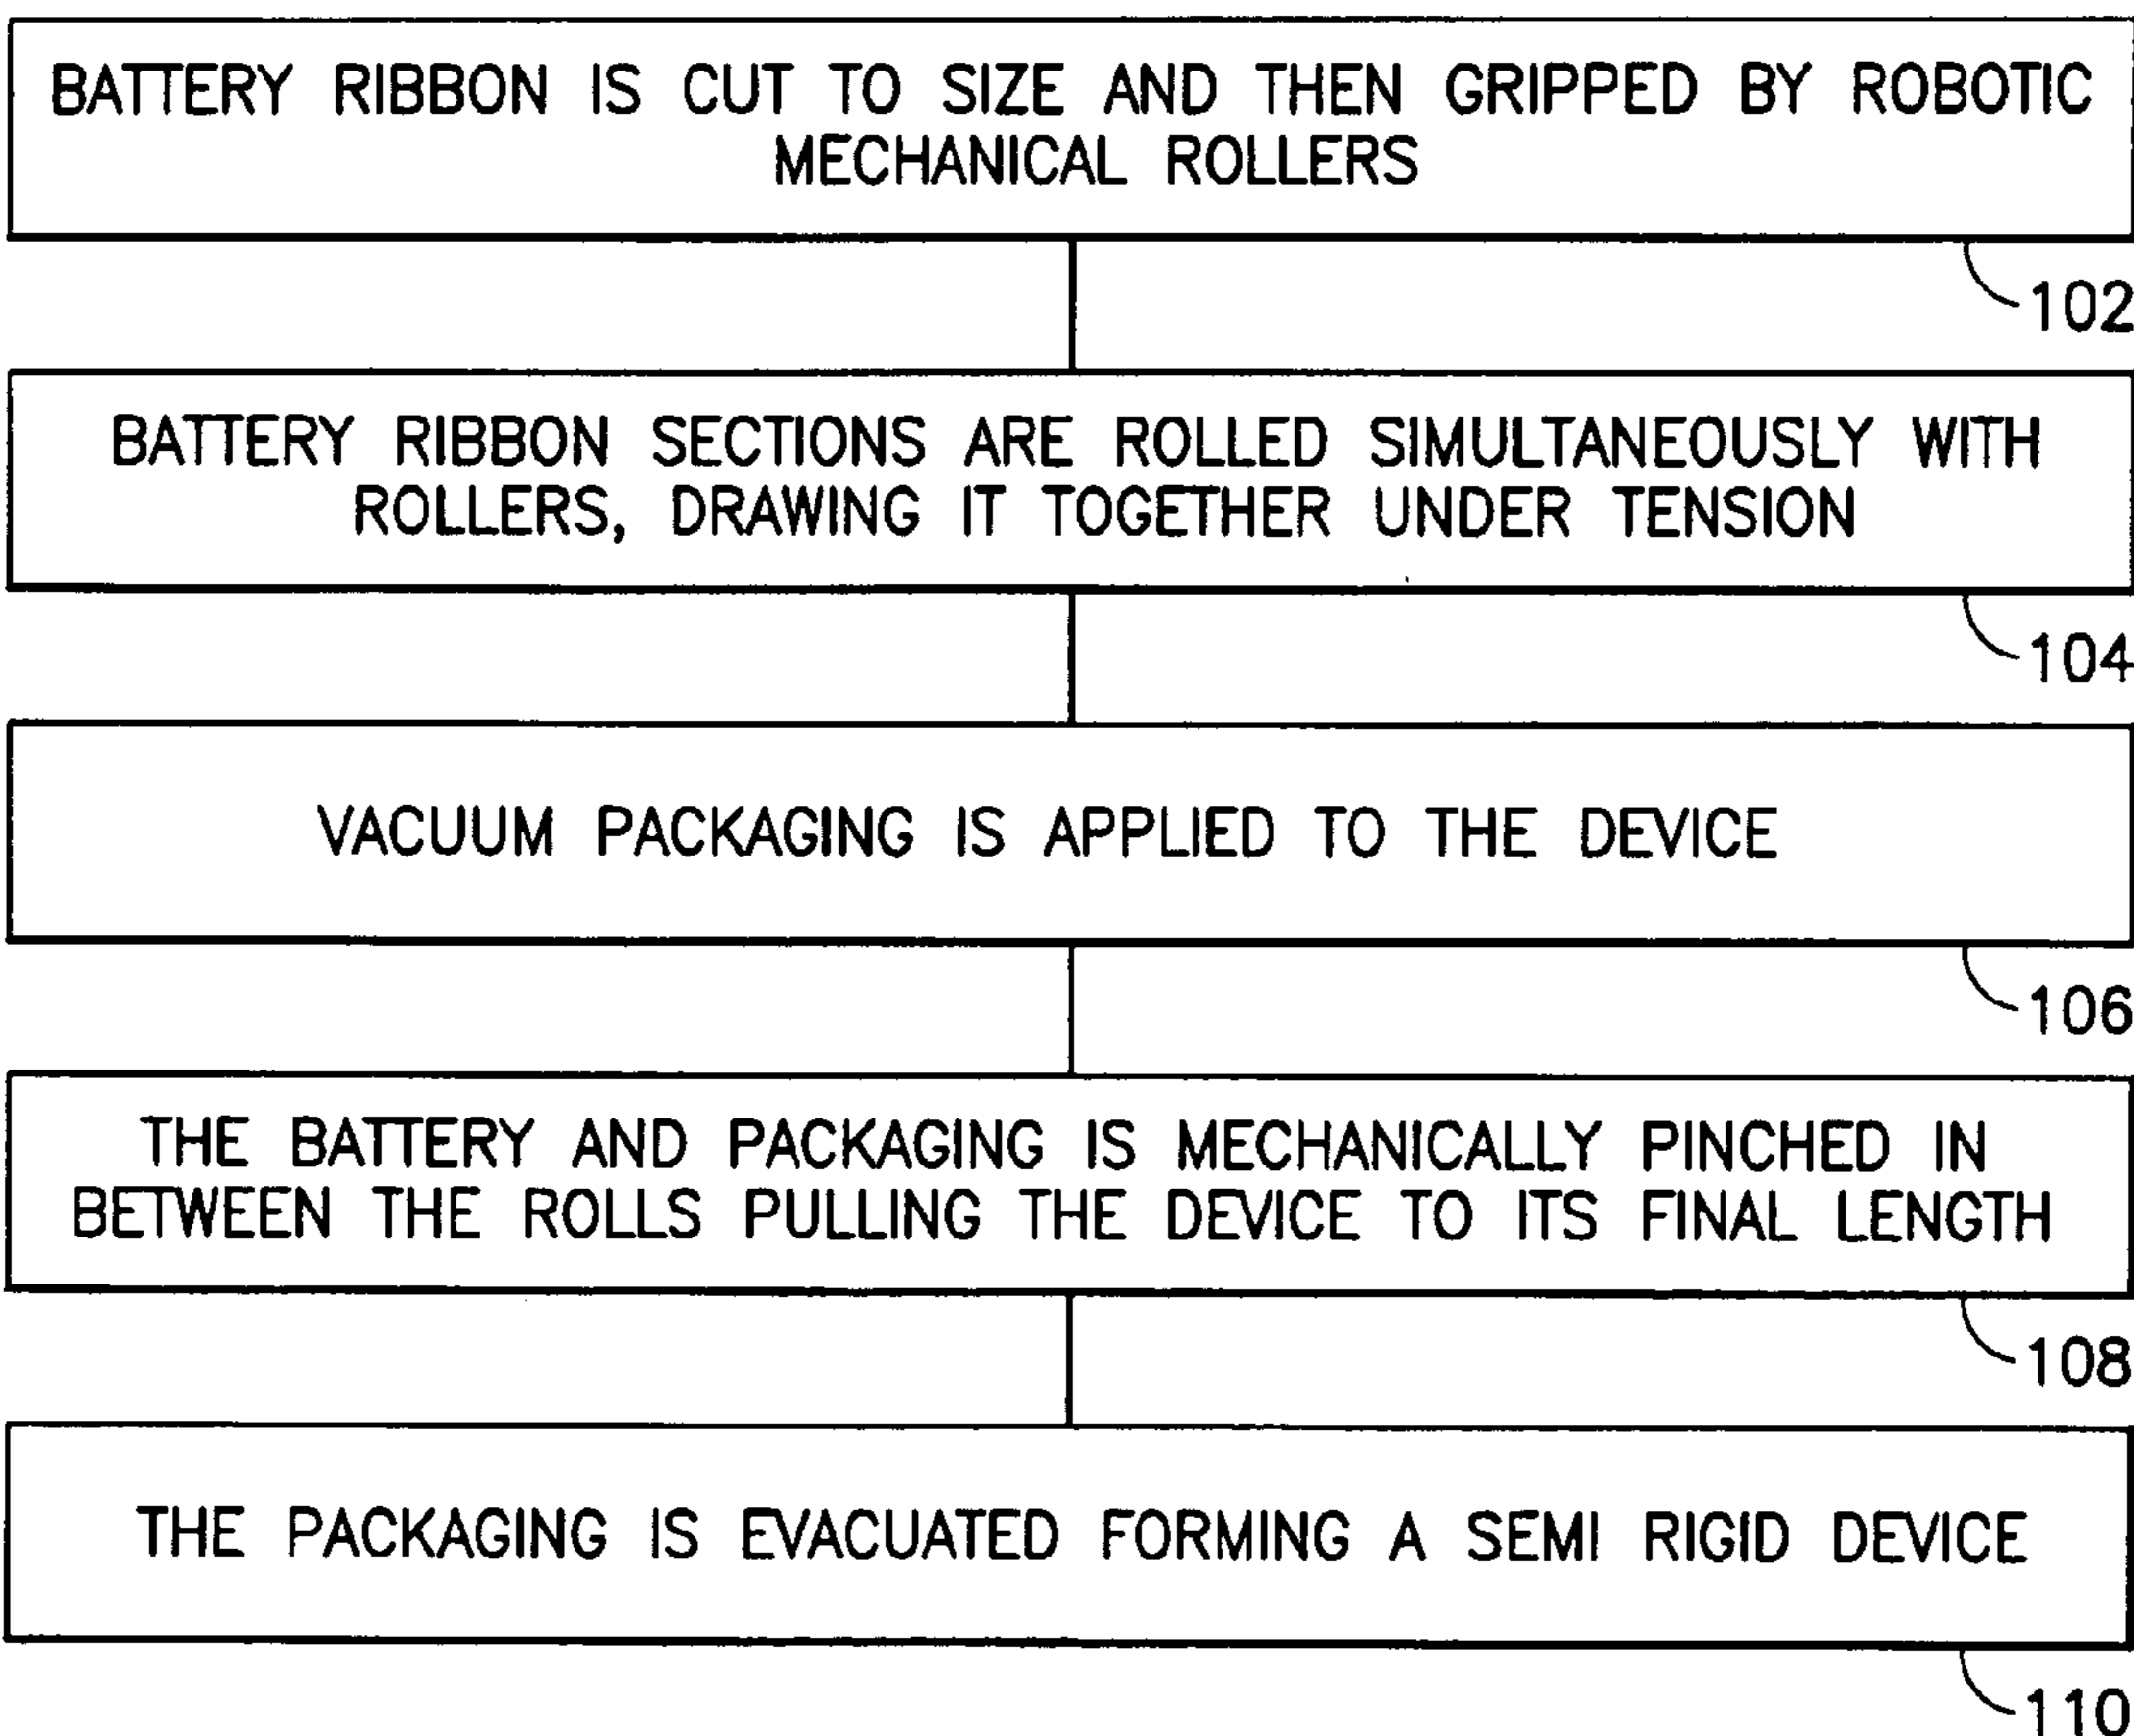 BATTERY RIBBON IS CUT TO SIZE AND THEN GRIPPED BY ROBOTIC
MECHANICAL ROLLERS
102
BATTERY RIBBON SECTIONS ARE ROLLED SIMULTANEOUSLY WITH
ROLLERS, DRAWING IT TOGETHER UNDER TENSION
104
VACUUM PACKAGING IS APPLIED TO THE DEVICE
106
THE BATTERY AND PACKAGING IS MECHANICALLY PINCHED IN
BETWEEN THE ROLLS PULLING THE DEVICE TO ITS FINAL LENGTH
108
THE PACKAGING IS EVACUATED FORMING A SEMI RIGID DEVICE
110